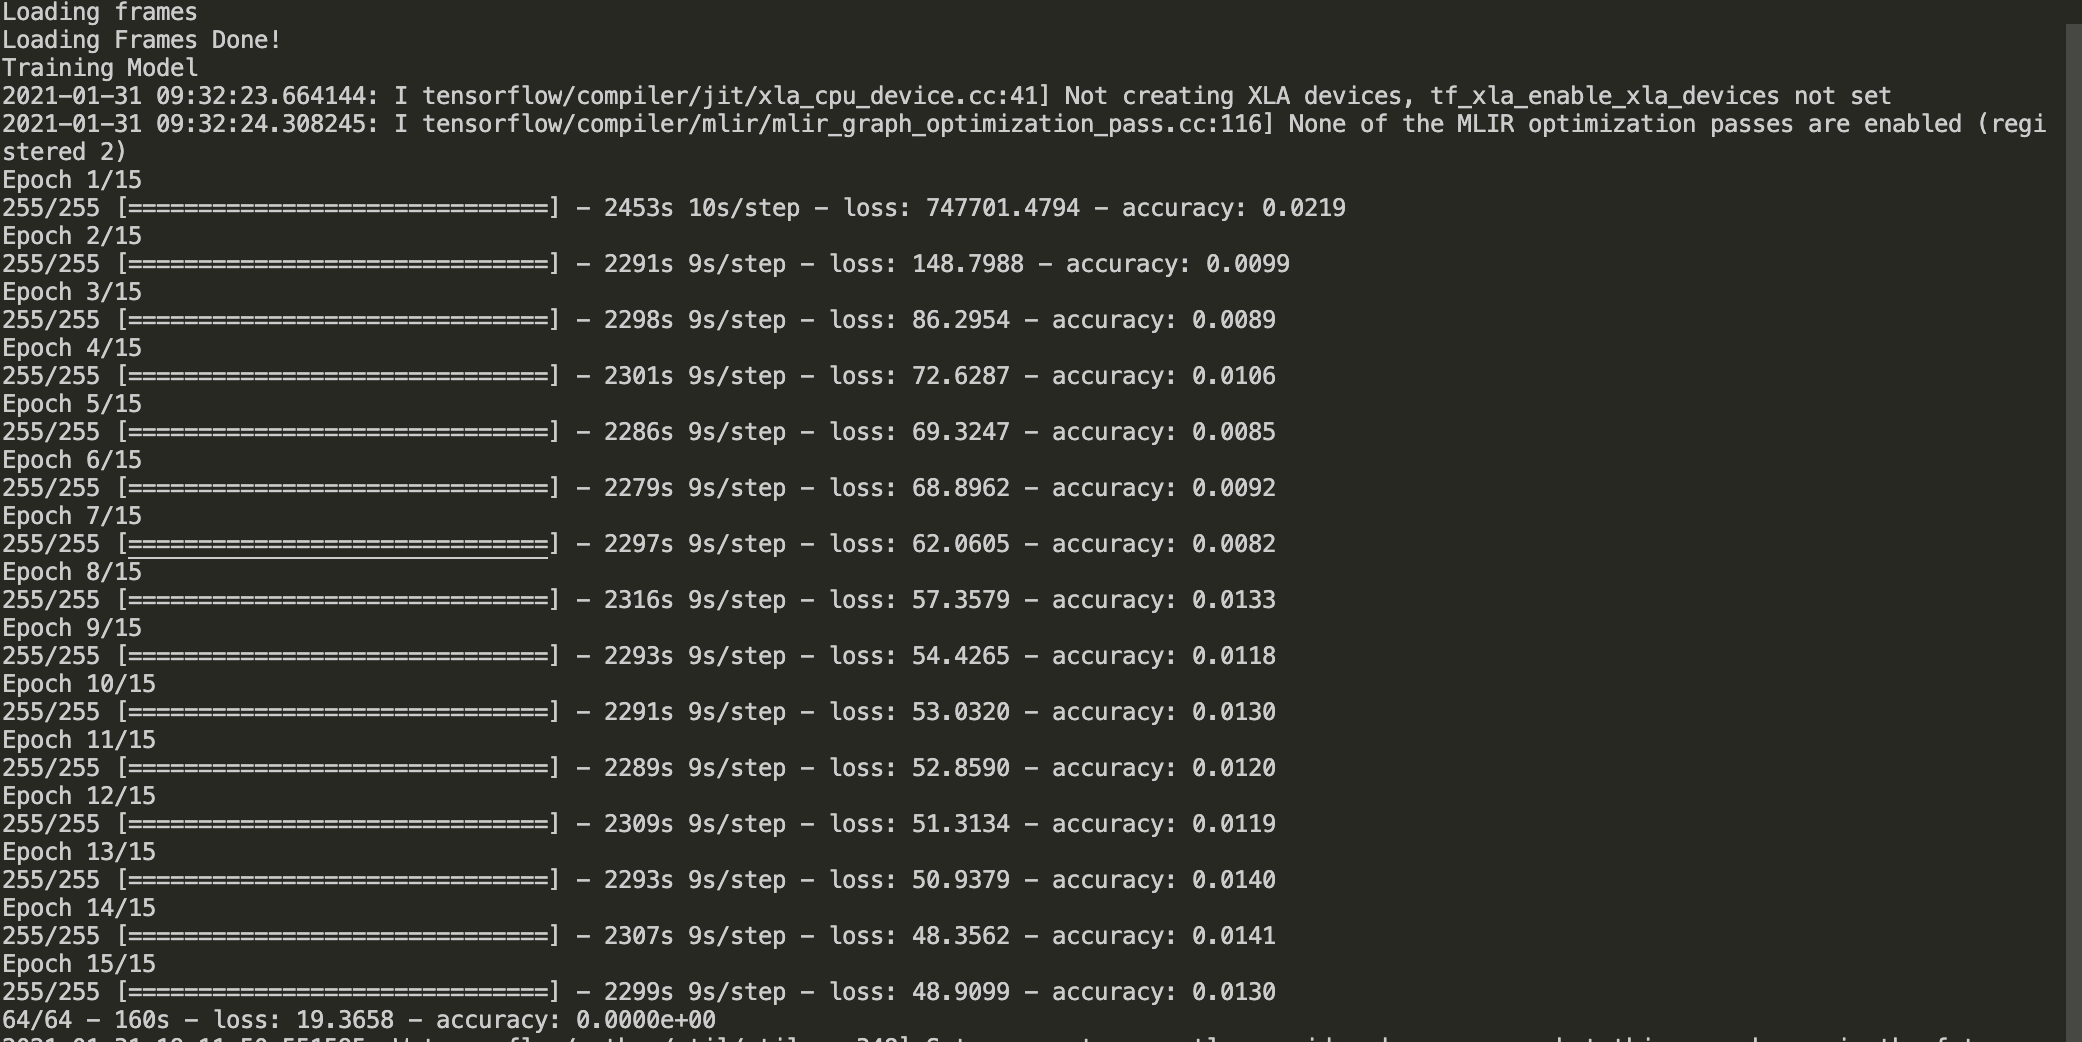 Loading frames
Loading Frames Done!
Training Model
2021-01-31 09:32:23.664144: I tensorflow/compiler/jit/xla_cpu_device.cc:41] Not creating XLA devices, tf_xla_enable_xla_devices not set
2021-01-31 09:32:24.308245: I tensorflow/compiler/mlir/mlir_graph_optimization_pass.cc:116] None of the MLIR optimization passes are enabled (regi
stered 2)
Epoch 1/15
255/255 [==============================] - 2453s 10s/step - loss: 747701.4794 - accuracy: 0.0219
Epoch 2/15
255/255 [==============================] - 2291s 9s/step - loss: 148.7988 - accuracy: 0.0099
Epoch 3/15
255/255 [==============================] - 2298s 9s/step - loss: 86.2954 - accuracy: 0.0089
Epoch 4/15
255/255 [==============================] - 2301s 9s/step - loss: 72.6287 - accuracy: 0.0106
Epoch 5/15
255/255 [==============================] - 2286s 9s/step - loss: 69.3247 - accuracy: 0.0085
Epoch 6/15
255/255 [==============================] - 2279s 9s/step - loss: 68.8962 - accuracy: 0.0092
Epoch 7/15
255/255 [==============================] - 2297s 9s/step - loss: 62.0605 - accuracy: 0.0082
Epoch 8/15
255/255 [==============================] - 2316s 9s/step - loss: 57.3579 - accuracy: 0.0133
Epoch 9/15
255/255 [==============================] - 2293s 9s/step - loss: 54.4265 - accuracy: 0.0118
Epoch 10/15
255/255 [==============================] - 2291s 9s/step - loss: 53.0320 - accuracy: 0.0130
Epoch 11/15
255/255 [==============================] - 2289s 9s/step - loss: 52.8590 - accuracy: 0.0120
Epoch 12/15
255/255 [==============================] - 2309s 9s/step - loss: 51.3134 - accuracy: 0.0119
Epoch 13/15
255/255 [==============================] - 2293s 9s/step - loss: 50.9379 - accuracy: 0.0140
Epoch 14/15
255/255 [==============================] - 2307s 9s/step - loss: 48.3562 - accuracy: 0.0141
Epoch 15/15
255/255 [==============================] - 2299s 9s/step - loss: 48.9099 - accuracy: 0.0130
64/64 - 160s - loss: 19.3658 - accuracy: 0.0000e+00